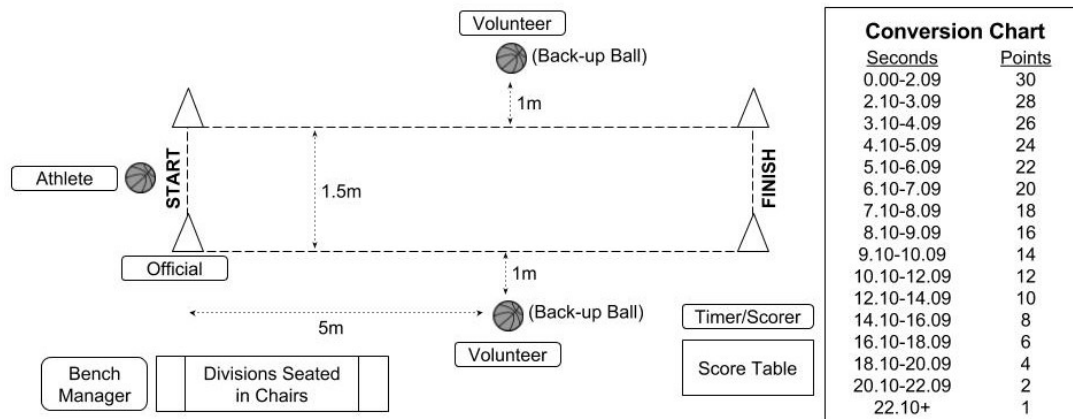 Volunteer
(Back-up Ball)
1m
START
Athlete
1.5m
FINISH
Official
1m
(Back-up Ball)
5m
Volunteer
Timer/Scorer
Score Table
Bench
Manager
Divisions Seated
in Chairs
Conversion Chart
Seconds Points
0.00-2.09 30
2.10-3.09 28
3.10-4.09 26
4.10-5.09 24
5.10-6.09 22
6.10-7.09 20
7.10-8.09 18
8.10-9.09 16
9.10-10.09 14
10.10-12.09 12
12.10-14.09 10
14.10-16.09 8
16.10-18.09 6
18.10-20.09 4
20.10-22.09 2
22.10+ 1